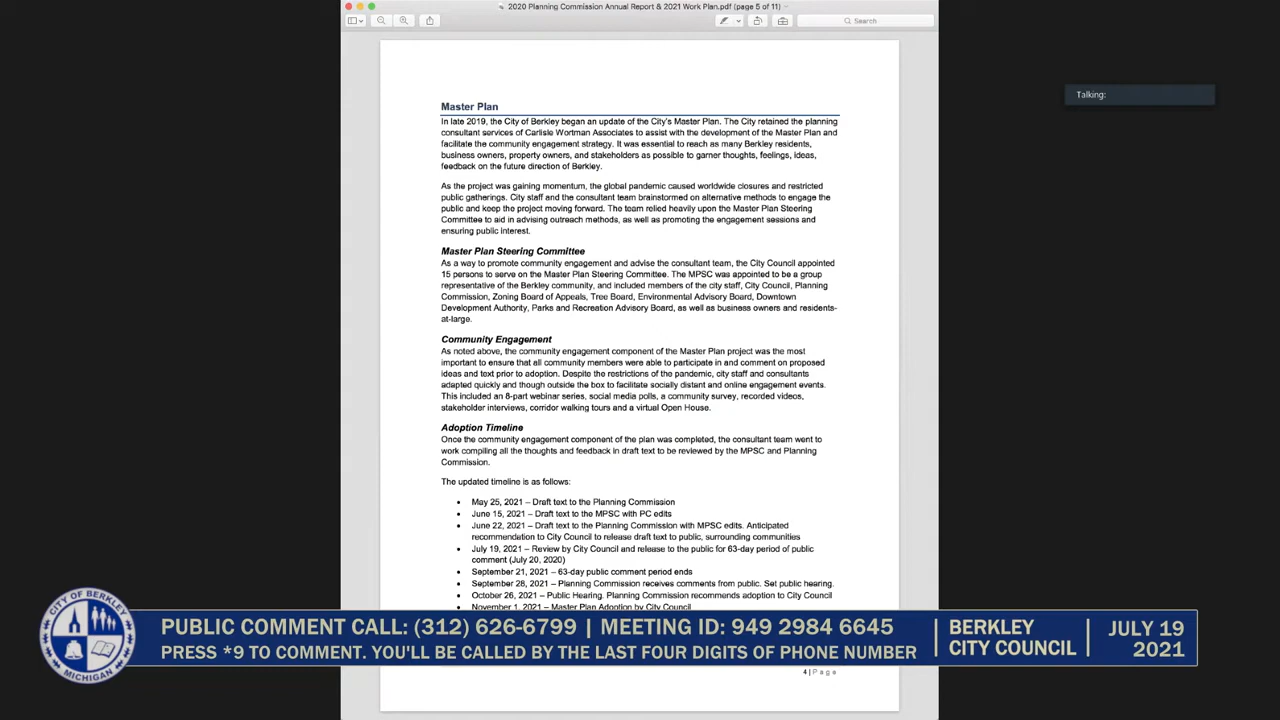 2020 Planning Commission Annual Report & 2021 Work Plan.pdf (page 5 of 11)
Search
Talking:
Master Plan
In late 2019, the City of Berkley began an update of the City's Master Plan. The City retained the planning
consultant services of Carlisle Wortman Associates to assist with the development of the Master Plan and
facilitate the community engagement strategy. It was essential to reach as many Berkley residents,
business owners, property owners, and stakeholders as possible to garner thoughts, feelings, ideas,
feedback on the future direction of Berkley.
As the project was gaining momentum, the global pandemic caused worldwide closures and restricted
public gatherings. City staff and the consultant team brainstormed on alternative methods to engage the
public and keep the project moving forward. The team relied heavily upon the Master Plan Steering
Committee to aid in advising outreach methods, as well as promoting the engagement sessions and
ensuring public interest.
Master Plan Steering Committee
As a way to promote community engagement and advise the consultant team, the City Council appointed
15 persons to serve on the Master Plan Steering Committee. The MPSC was appointed to be a group
representative of the Berkley community, and included members of the city staff, City Council, Planning
Commission, Zoning Board of Appeals, Tree Board, Environmental Advisory Board, Downtown
Development Authority, Parks and Recreation Advisory Board, as well as business owners and residents-
at-large.
Community Engagement
As noted above, the community engagement component of the Master Plan project was the most
important to ensure that all community members were able to participate in and comment on proposed
ideas and text prior to adoption. Despite the restrictions of the pandemic, city staff and consultants
adapted quickly and though outside the box to facilitate socially distant and online engagement events.
This included an 8-part webinar series, social media polls, a community survey, recorded videos,
stakeholder interviews, corridor walking tours and a virtual Open House.
Adoption Timeline
Once the community engagement component of the plan was completed, the consultant team went to
work compiling all the thoughts and feedback in draft text to be reviewed by the MPSC and Planning
Commission.
The updated timeline is as follows:
• May 25, 2021 – Draft text to the Planning Commission
• June 15, 2021 – Draft text to the MPSC with PC edits
• June 22, 2021 – Draft text to the Planning Commission with MPSC edits. Anticipated
recommendation to City Council to release draft text to public, surrounding communities
• July 19, 2021 – Review by City Council and release to the public for 63-day period of public
comment (July 20, 2020)
• September 21, 2021 – 63-day public comment period ends
• September 28, 2021 – Planning Commission receives comments from public. Set public hearing.
• October 26, 2021 – Public Hearing. Planning Commission recommends adoption to City Council
• November 1, 2021 – Master Plan Adoption by City Council
CITY OF BERKLEY
MICHIGAN
PUBLIC COMMENT CALL: (312) 626-6799 | MEETING ID: 949 2984 6645
PRESS *9 TO COMMENT. YOU'LL BE CALLED BY THE LAST FOUR DIGITS OF PHONE NUMBER
BERKLEY
CITY COUNCIL
JULY 19
2021
4 | Page